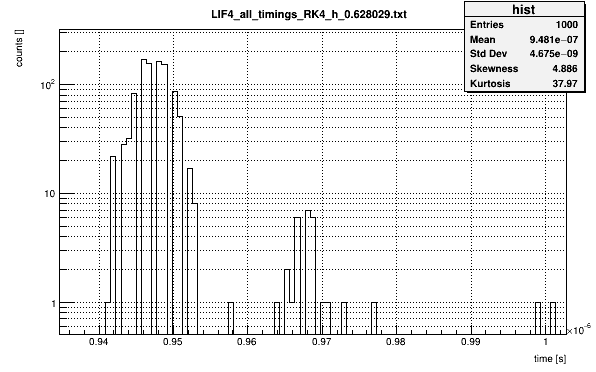 LIF4_all_timings_RK4_h_0.628029.txt
hist
Entries 1000
Mean 9.481e−07
Std Dev 4.675e−09
Skewness 4.886
Kurtosis 37.97
counts []
10²
10
1
0.94 0.95 0.96 0.97 0.98 0.99 1
×10⁻⁶
time [s]